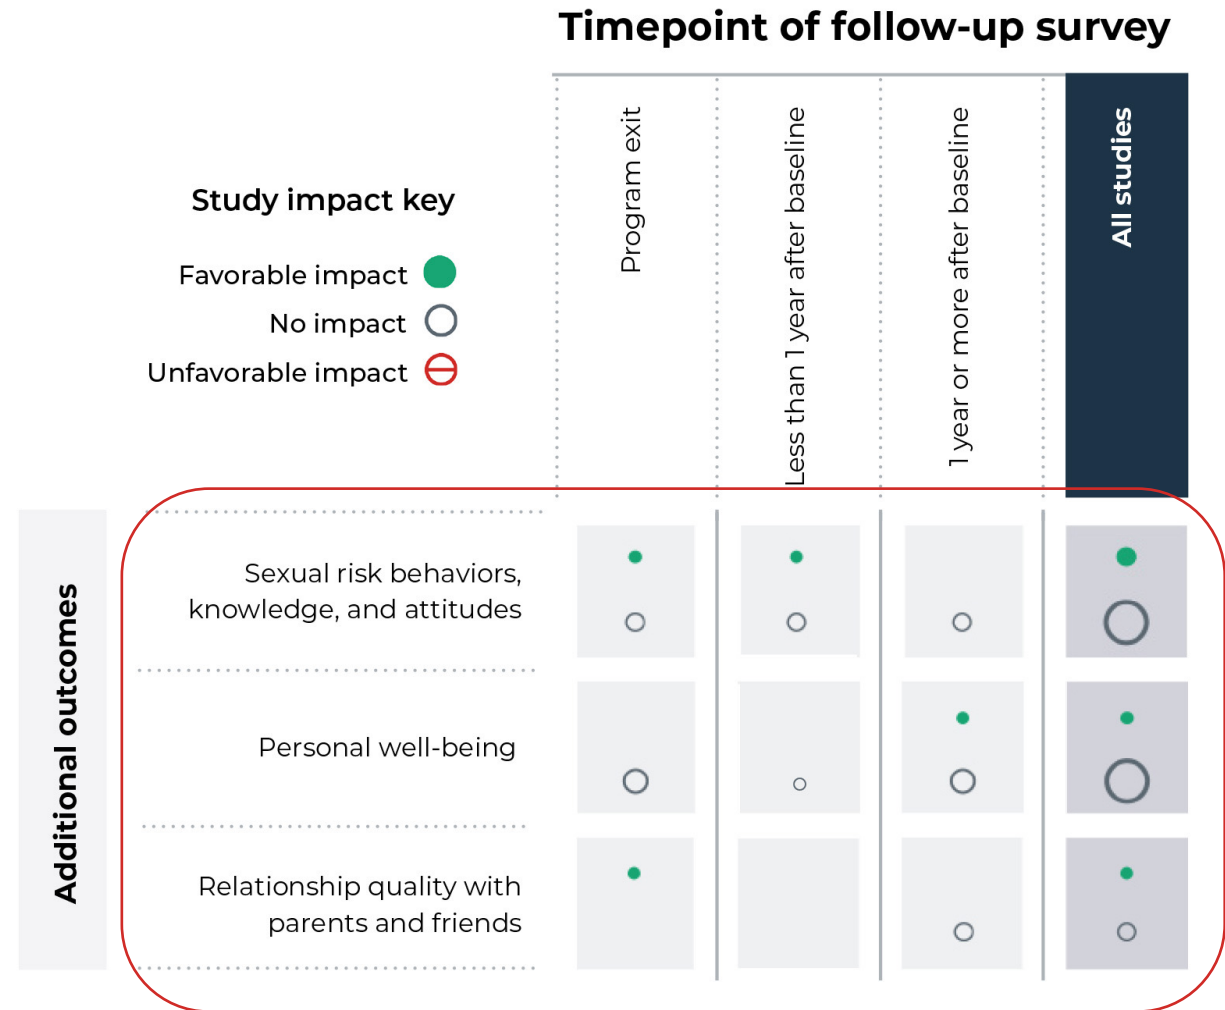 Timepoint of follow-up survey
Program exit
Less than 1 year after baseline
1 year or more after baseline
All studies
Study impact key
Favorable impact
No impact
Unfavorable impact
Additional outcomes
Sexual risk behaviors,
knowledge, and attitudes
Personal well-being
Relationship quality with
parents and friends